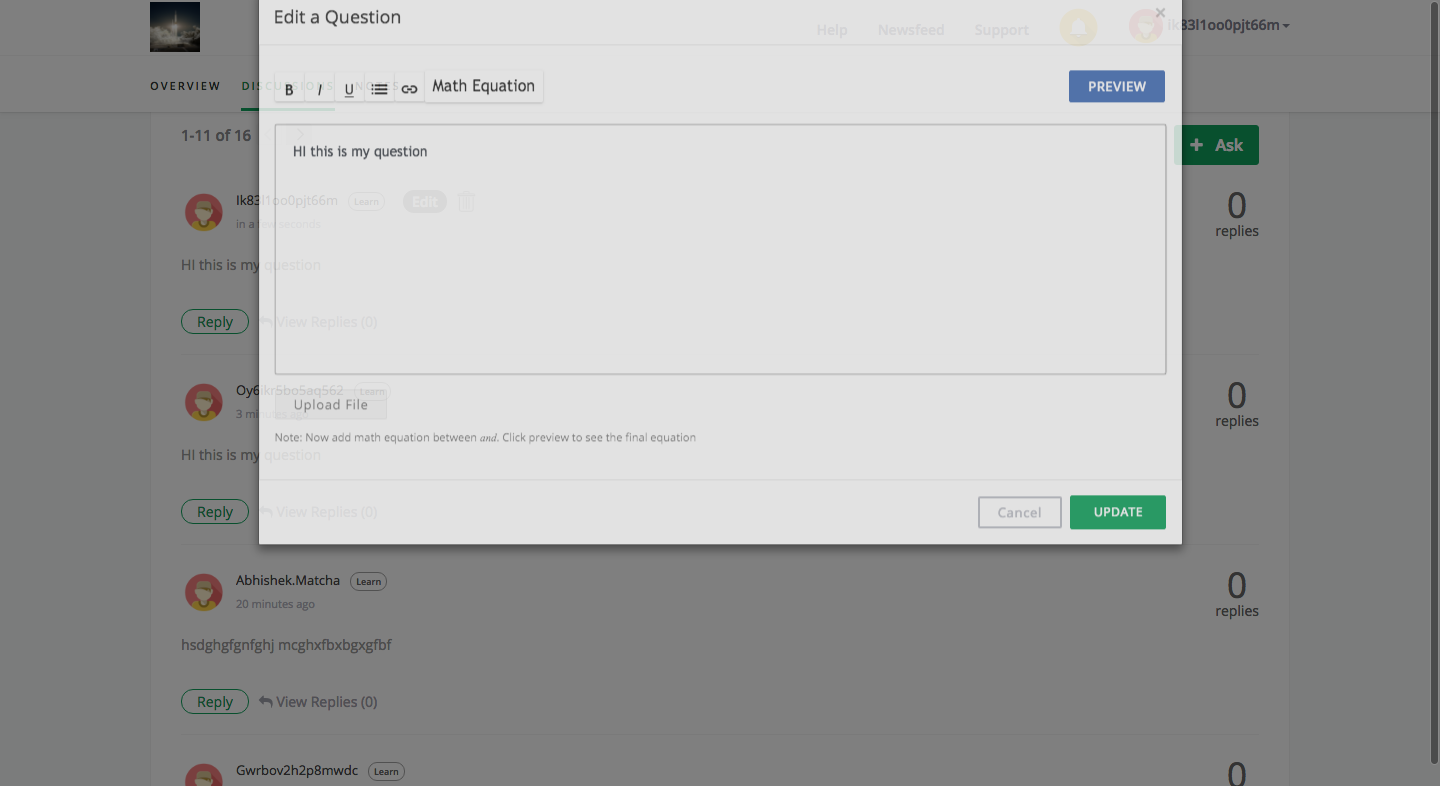 Edit a Question
×
Help Newsfeed Support lk83l1oo0pjt66m
OVERVIEW DISCUSSIONS NOTES
B I U Math Equation PREVIEW
1-11 of 16
+ Ask
HI this is my question
lk83l1oo0pjt66m Learn Edit
in a few seconds
0
replies
HI this is my question
Reply View Replies (0)
Oy6ikr5bo5aq562 Learn
3 minutes ago
0
replies
Upload File
Note: Now add math equation between and. Click preview to see the final equation
HI this is my question
Reply View Replies (0)
Cancel UPDATE
Abhishek.Matcha Learn
20 minutes ago
0
replies
hsdghgfgnfghj mcghxfbxbgxgfbf
Reply View Replies (0)
Gwrbov2h2p8mwdc Learn
0